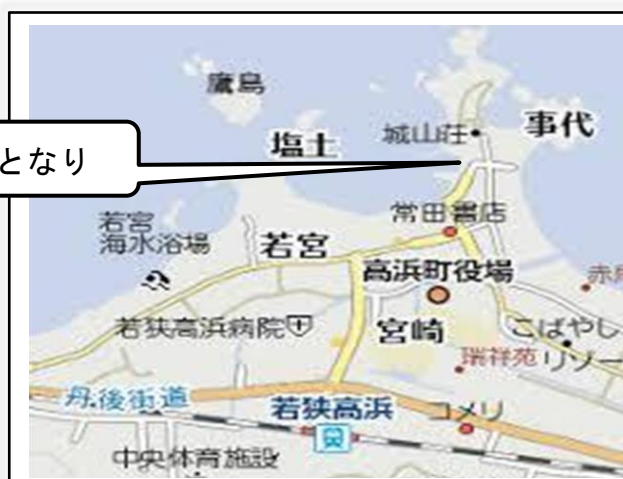 鷹島
塩土
城山荘
事代
となり
若宮
海水浴場
若宮
常田書店
高浜町役場
若狭高浜病院
宮崎
こばやし
瑞祥苑
リゾー
丹後街道
若狭高浜
コメリ
中央体育施設